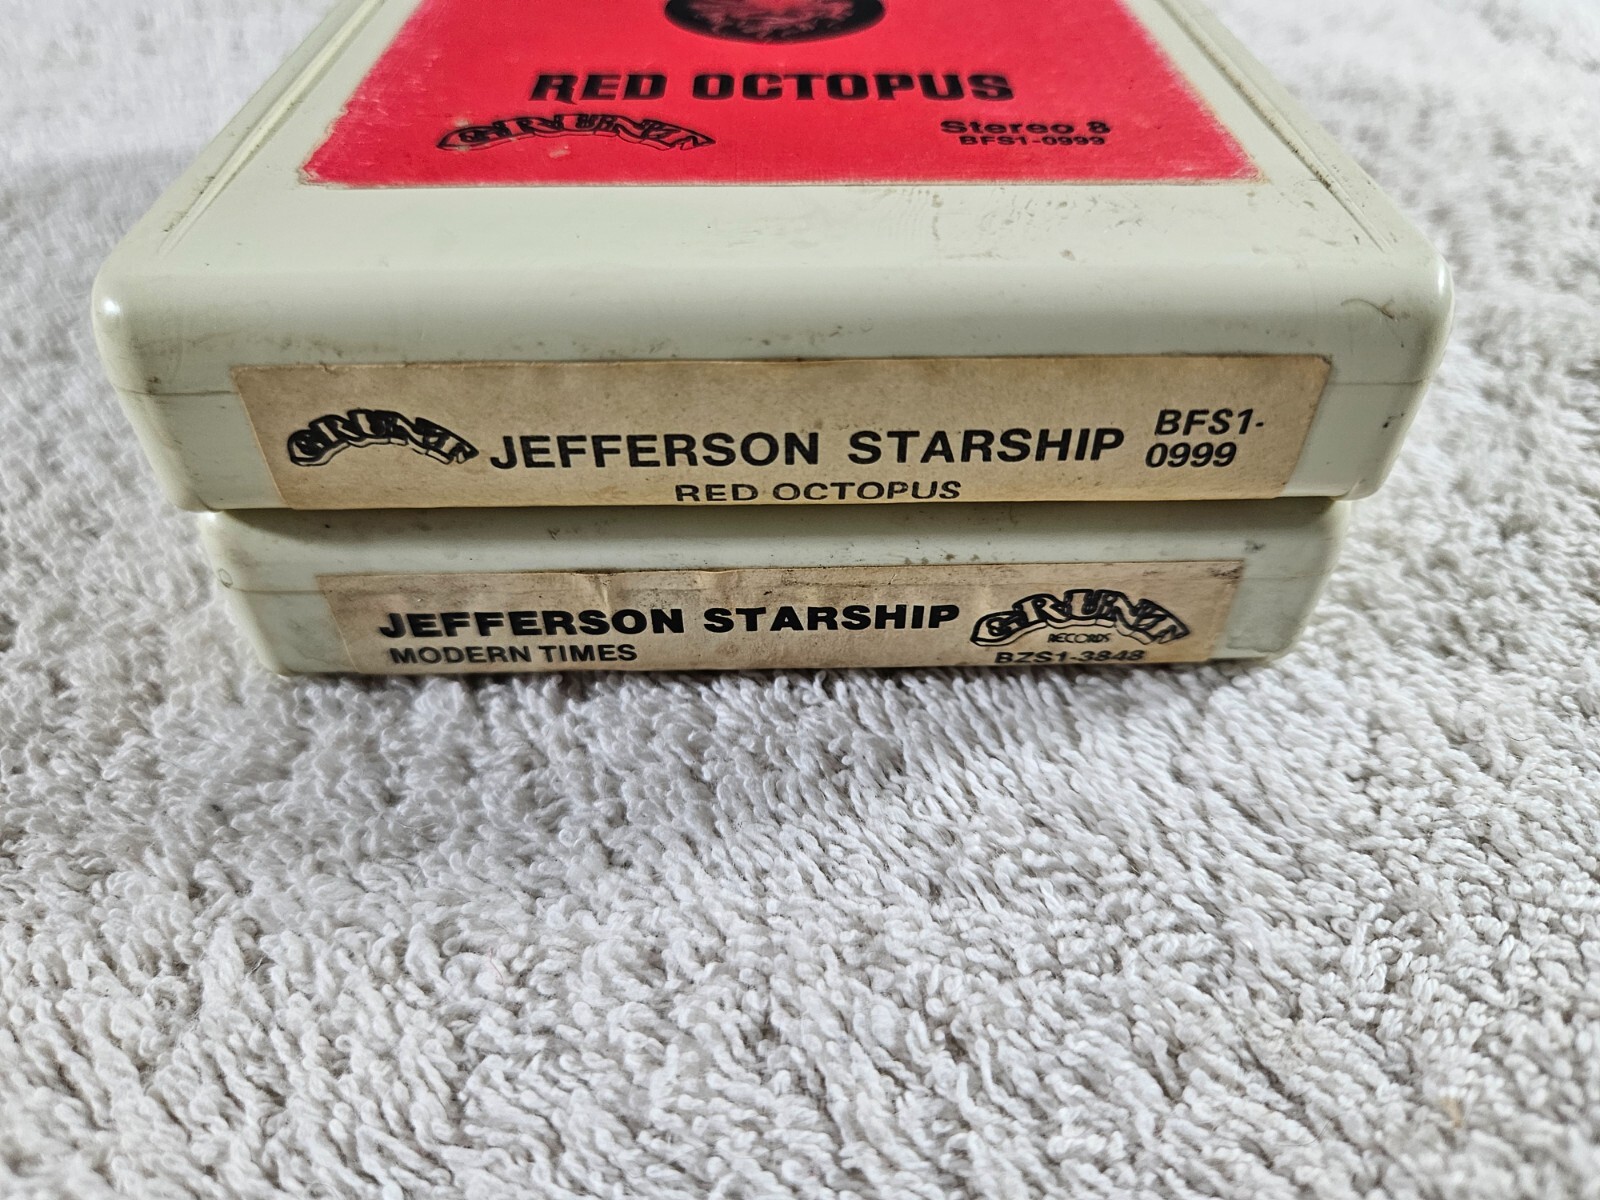 RED OCTOPUS
GRUNT
Stereo 8
BFS1-0999
GRUNT JEFFERSON STARSHIP BFS1-
0999
RED OCTOPUS
JEFFERSON STARSHIP GRUNT
RECORDS
MODERN TIMES
BZS1-3848